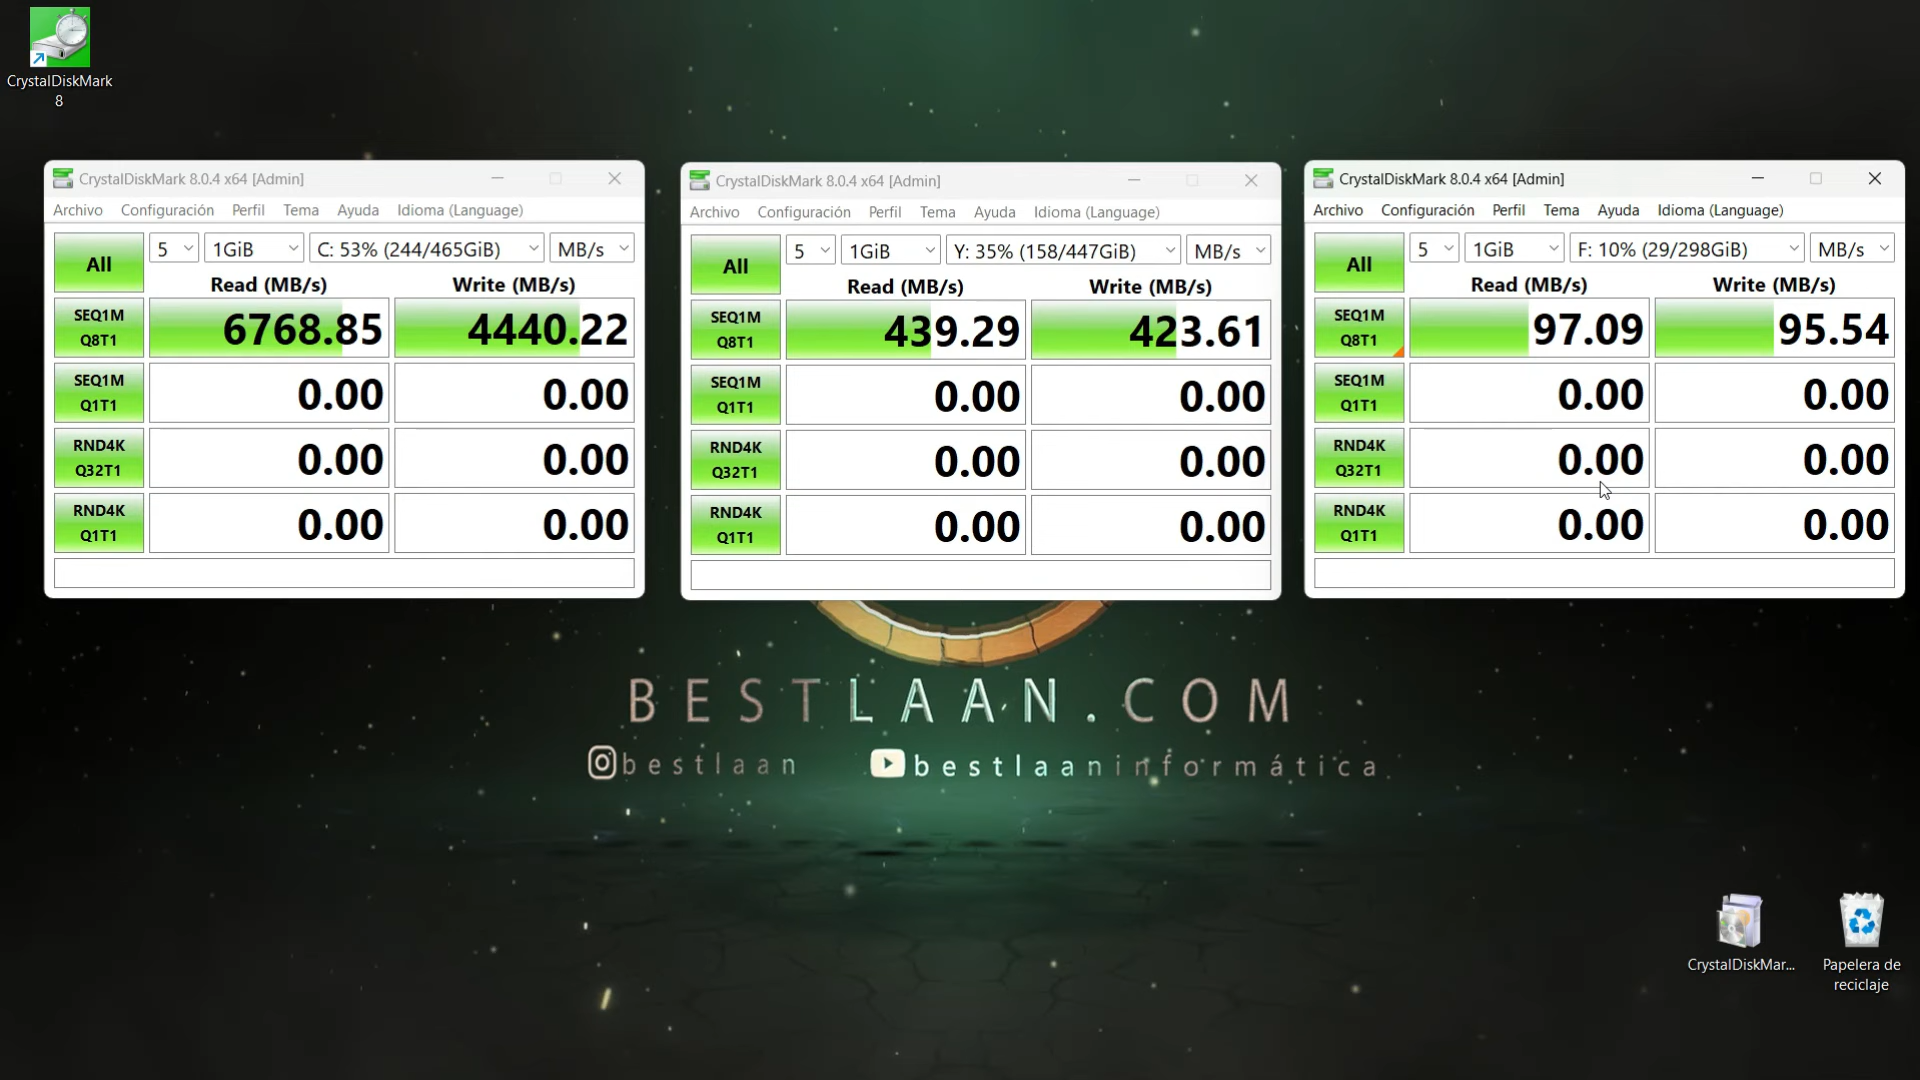 CrystalDiskMark
8
CrystalDiskMark 8.0.4 x64 [Admin]
Archivo Configuración Perfil Tema Ayuda Idioma (Language)
All 5 1GiB C: 53% (244/465GiB) MB/s
Read (MB/s) Write (MB/s)
SEQ1M
Q8T1 6768.85 4440.22
SEQ1M
Q1T1 0.00 0.00
RND4K
Q32T1 0.00 0.00
RND4K
Q1T1 0.00 0.00
CrystalDiskMark 8.0.4 x64 [Admin]
Archivo Configuración Perfil Tema Ayuda Idioma (Language)
All 5 1GiB Y: 35% (158/447GiB) MB/s
Read (MB/s) Write (MB/s)
SEQ1M
Q8T1 439.29 423.61
SEQ1M
Q1T1 0.00 0.00
RND4K
Q32T1 0.00 0.00
RND4K
Q1T1 0.00 0.00
CrystalDiskMark 8.0.4 x64 [Admin]
Archivo Configuración Perfil Tema Ayuda Idioma (Language)
All 5 1GiB F: 10% (29/298GiB) MB/s
Read (MB/s) Write (MB/s)
SEQ1M
Q8T1 97.09 95.54
SEQ1M
Q1T1 0.00 0.00
RND4K
Q32T1 0.00 0.00
RND4K
Q1T1 0.00 0.00
BESTLAAN.COM
bestlaan bestlaaninformática
CrystalDiskMar...
Papelera de
reciclaje